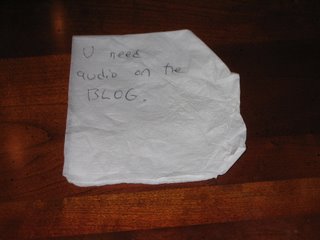 U need
audio on the
BLOG.